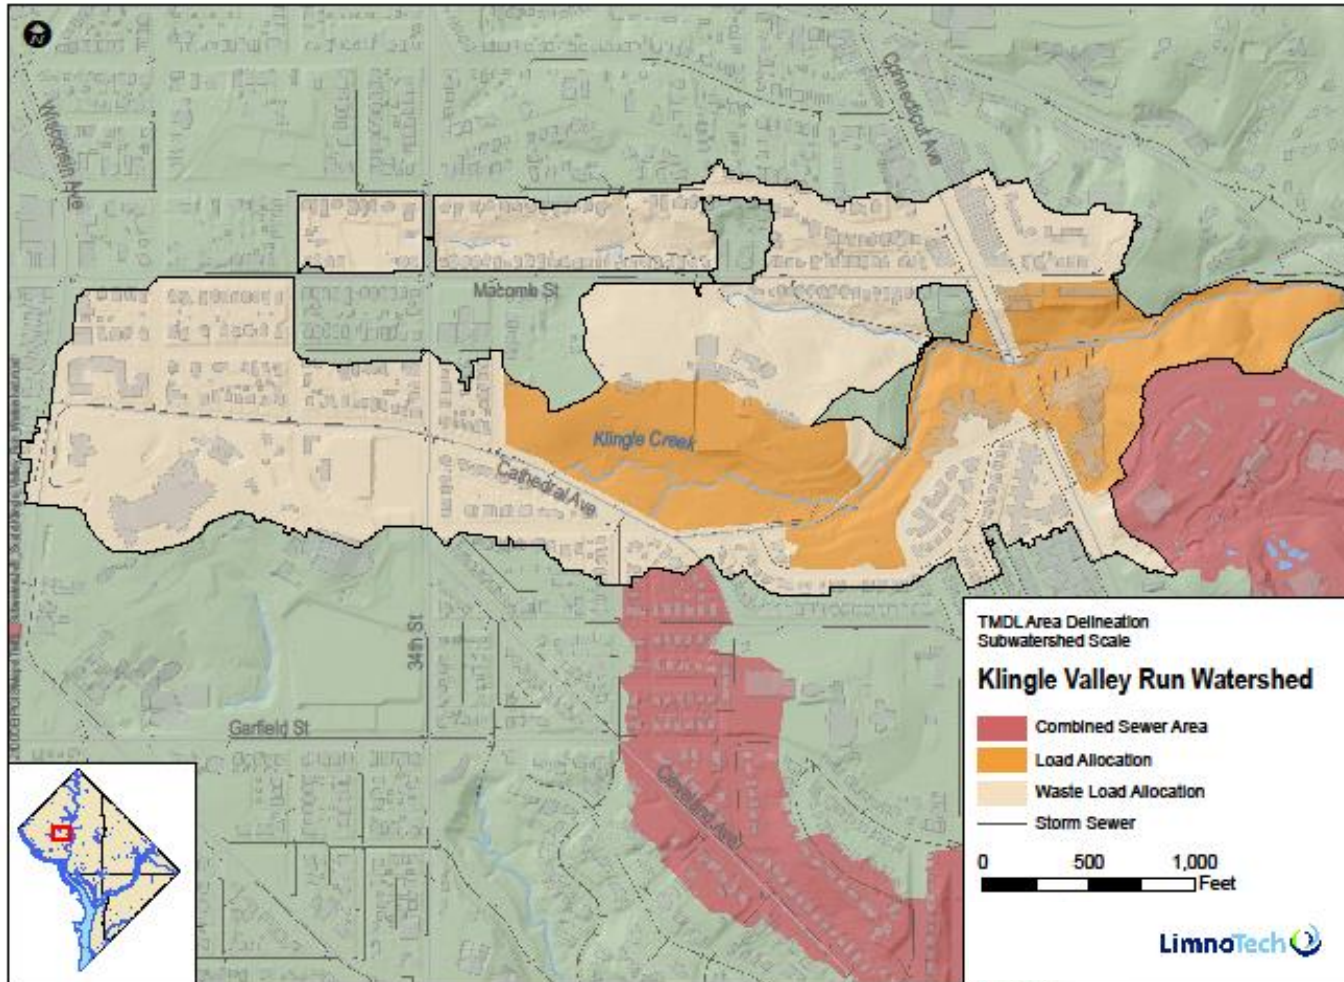 N
Wisconsin Ave
Connecticut Ave
Macomb St
Klingle Creek
Cathedral Ave
34th St
Garfield St
Cleveland Ave
TMDL Area Delineation
Subwatershed Scale
Klingle Valley Run Watershed
Combined Sewer Area
Load Allocation
Waste Load Allocation
Storm Sewer
0 500 1,000
Feet
LimnoTech